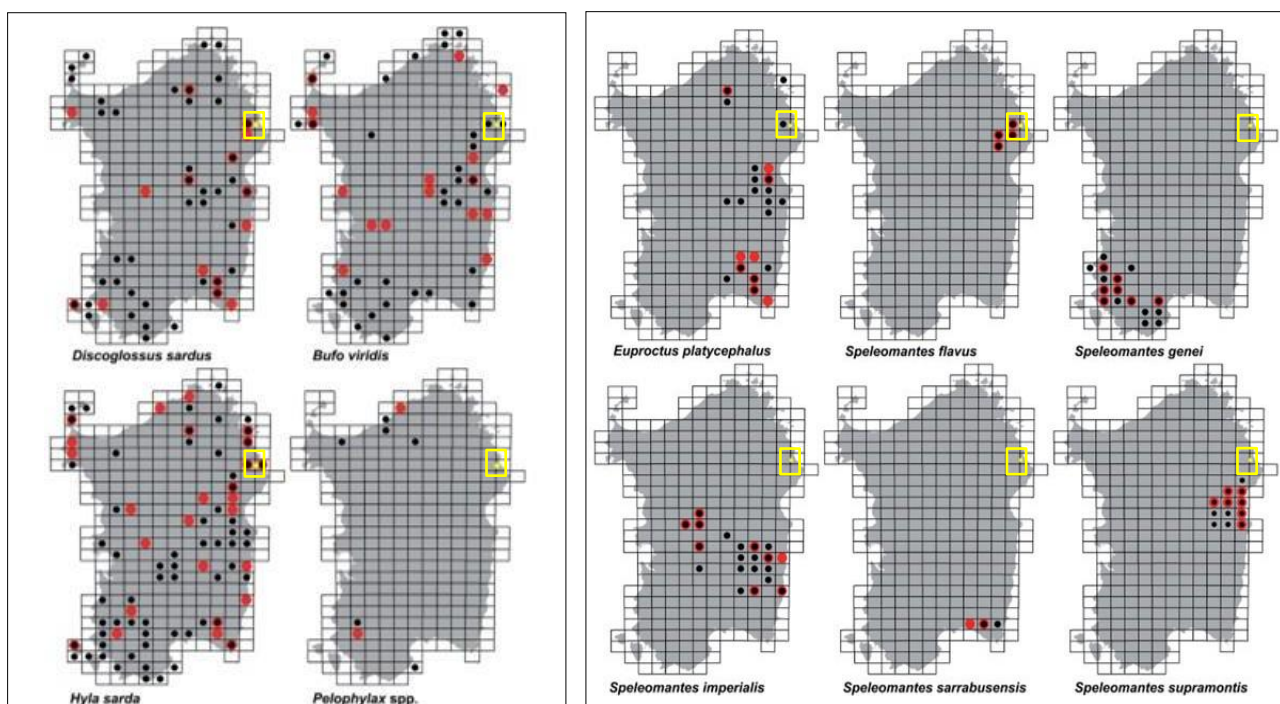 Discoglossus sardus
Bufo viridis
Hyla sarda
Pelophylax spp.
Euproctus platycephalus
Speleomantes flavus
Speleomantes genei
Speleomantes imperialis
Speleomantes sarrabusensis
Speleomantes supramontis